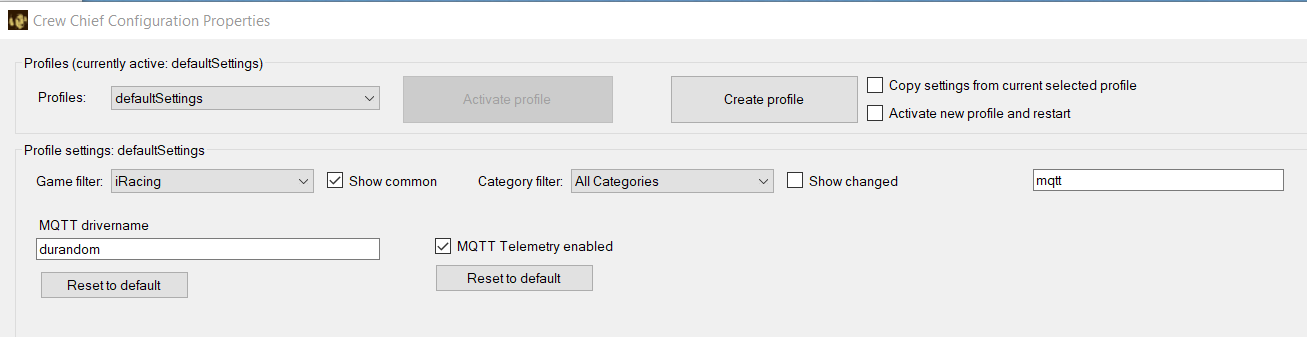 Crew Chief Configuration Properties
Profiles (currently active: defaultSettings)
Profiles: defaultSettings Activate profile Create profile Copy settings from current selected profile
Activate new profile and restart
Profile settings: defaultSettings
Game filter: iRacing Show common Category filter: All Categories Show changed mqtt
MQTT drivername
durandom MQTT Telemetry enabled
Reset to default Reset to default